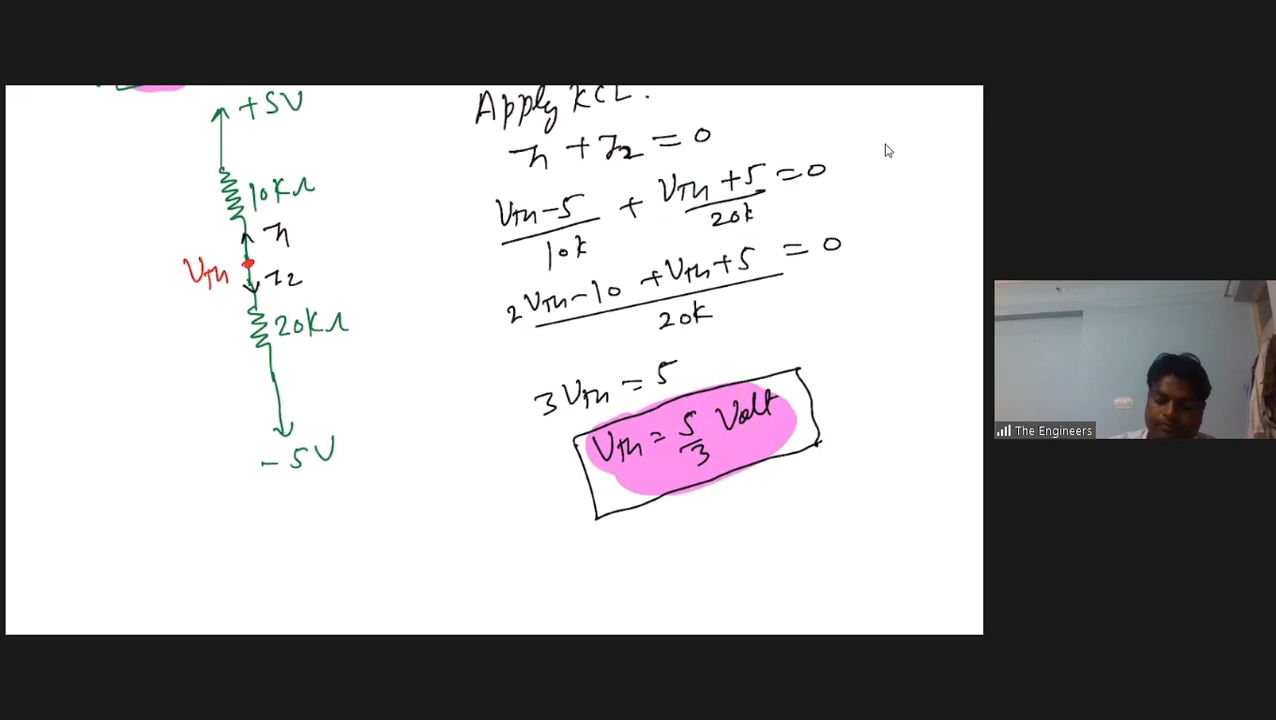 +5V
10KΩ
I1
VTh
I2
20KΩ
-5V
Apply KCL.
I1 + I2 = 0
VTh-5/10k + VTh+5/20k = 0
2VTh-10 + VTh+5/20k = 0
3VTh = 5
VTh = 5/3 Volt
The Engineers